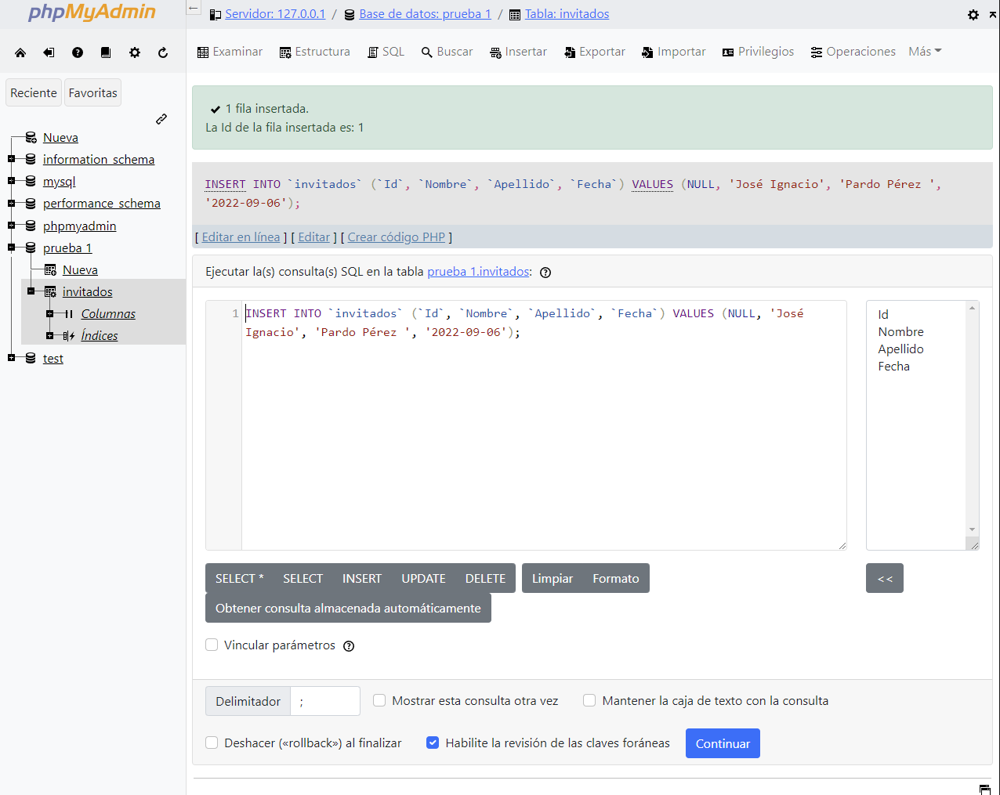 phpMyAdmin
Servidor: 127.0.0.1 / Base de datos: prueba 1 / Tabla: invitados
Examinar Estructura SQL Buscar Insertar Exportar Importar Privilegios Operaciones Más
Reciente Favoritas
Nueva
information_schema
mysql
performance_schema
phpmyadmin
prueba 1
Nueva
invitados
Columnas
Índices
test
1 fila insertada.
La Id de la fila insertada es: 1
INSERT INTO `invitados` (`Id`, `Nombre`, `Apellido`, `Fecha`) VALUES (NULL, 'José Ignacio', 'Pardo Pérez ',
'2022-09-06');
[ Editar en línea ] [ Editar ] [ Crear código PHP ]
Ejecutar la(s) consulta(s) SQL en la tabla prueba 1.invitados:
1 INSERT INTO `invitados` (`Id`, `Nombre`, `Apellido`, `Fecha`) VALUES (NULL, 'José
Ignacio', 'Pardo Pérez ', '2022-09-06');
Id
Nombre
Apellido
Fecha
SELECT * SELECT INSERT UPDATE DELETE Limpiar Formato <<
Obtener consulta almacenada automáticamente
Vincular parámetros
Delimitador ; Mostrar esta consulta otra vez Mantener la caja de texto con la consulta
Deshacer («rollback») al finalizar Habilite la revisión de las claves foráneas Continuar